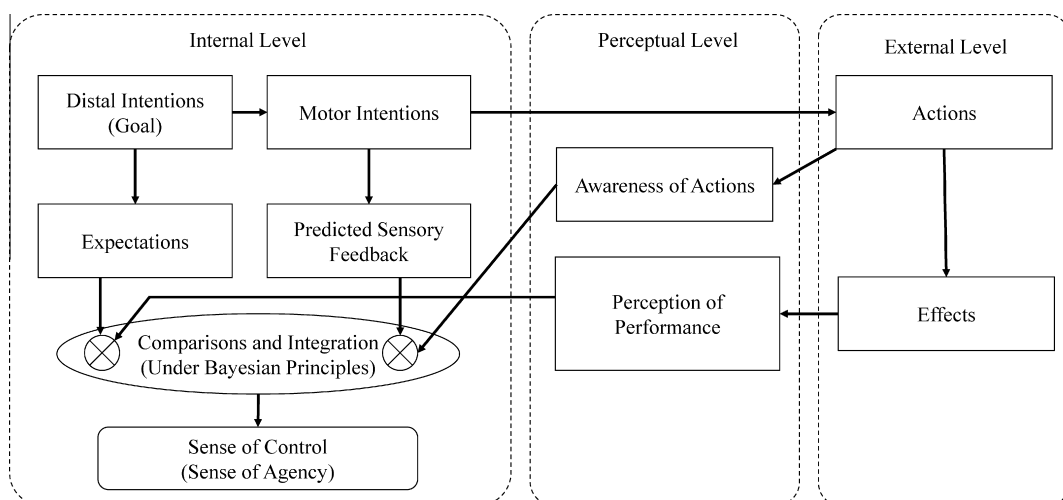 Internal Level
Perceptual Level
External Level
Distal Intentions
(Goal)
Motor Intentions
Actions
Awareness of Actions
Expectations
Predicted Sensory
Feedback
Perception of
Performance
Effects
Comparisons and Integration
(Under Bayesian Principles)
Sense of Control
(Sense of Agency)